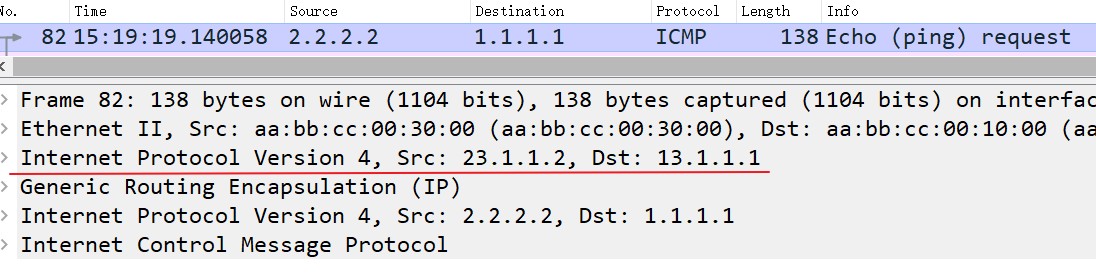 No. Time Source Destination Protocol Length Info
82 15:19:19.140058 2.2.2.2 1.1.1.1 ICMP 138 Echo (ping) request
Frame 82: 138 bytes on wire (1104 bits), 138 bytes captured (1104 bits) on interfac
Ethernet II, Src: aa:bb:cc:00:30:00 (aa:bb:cc:00:30:00), Dst: aa:bb:cc:00:10:00 (aa
Internet Protocol Version 4, Src: 23.1.1.2, Dst: 13.1.1.1
Generic Routing Encapsulation (IP)
Internet Protocol Version 4, Src: 2.2.2.2, Dst: 1.1.1.1
Internet Control Message Protocol